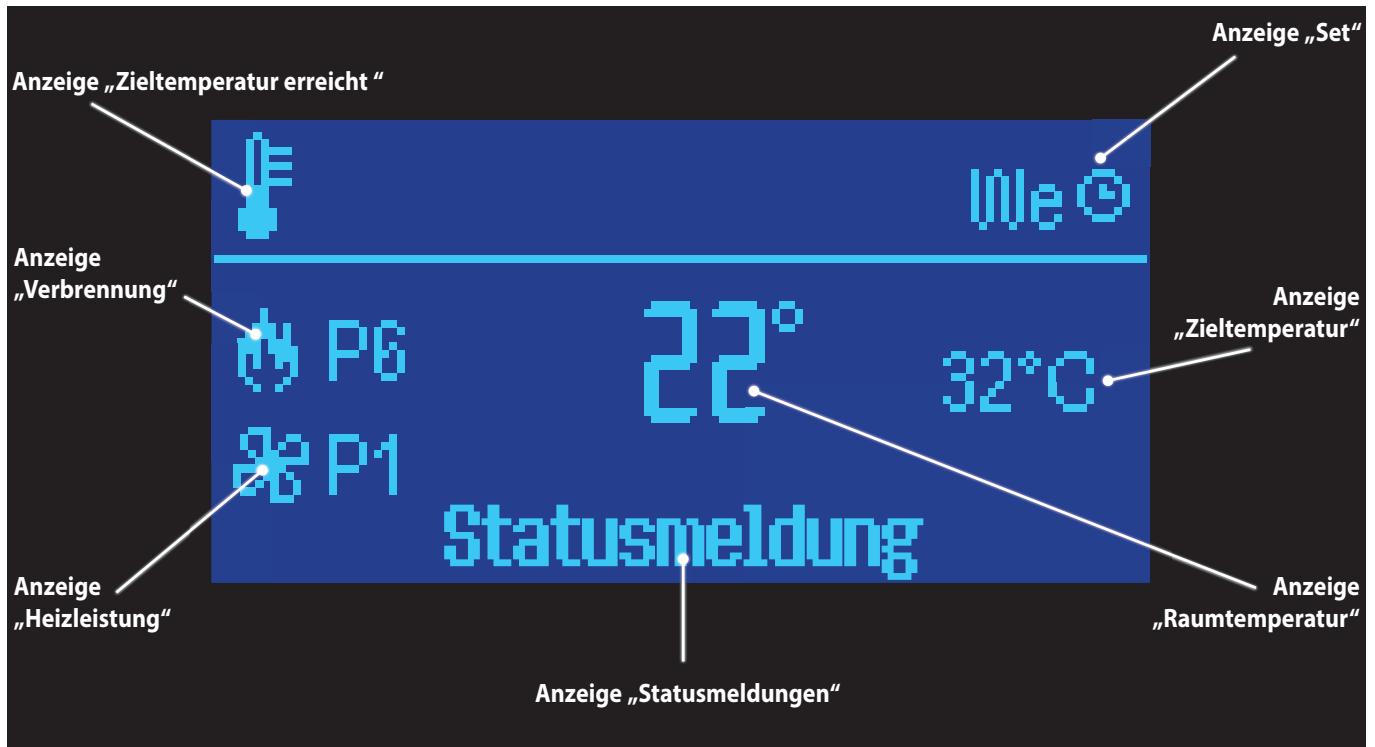 Anzeige „Set“
Anzeige „Zieltemperatur erreicht “
We
Anzeige
„Verbrennung“
Anzeige
„Zieltemperatur“
P6
22°
32°C
P1
Statusmeldung
Anzeige
„Heizleistung“
Anzeige
„Raumtemperatur“
Anzeige „Statusmeldungen“